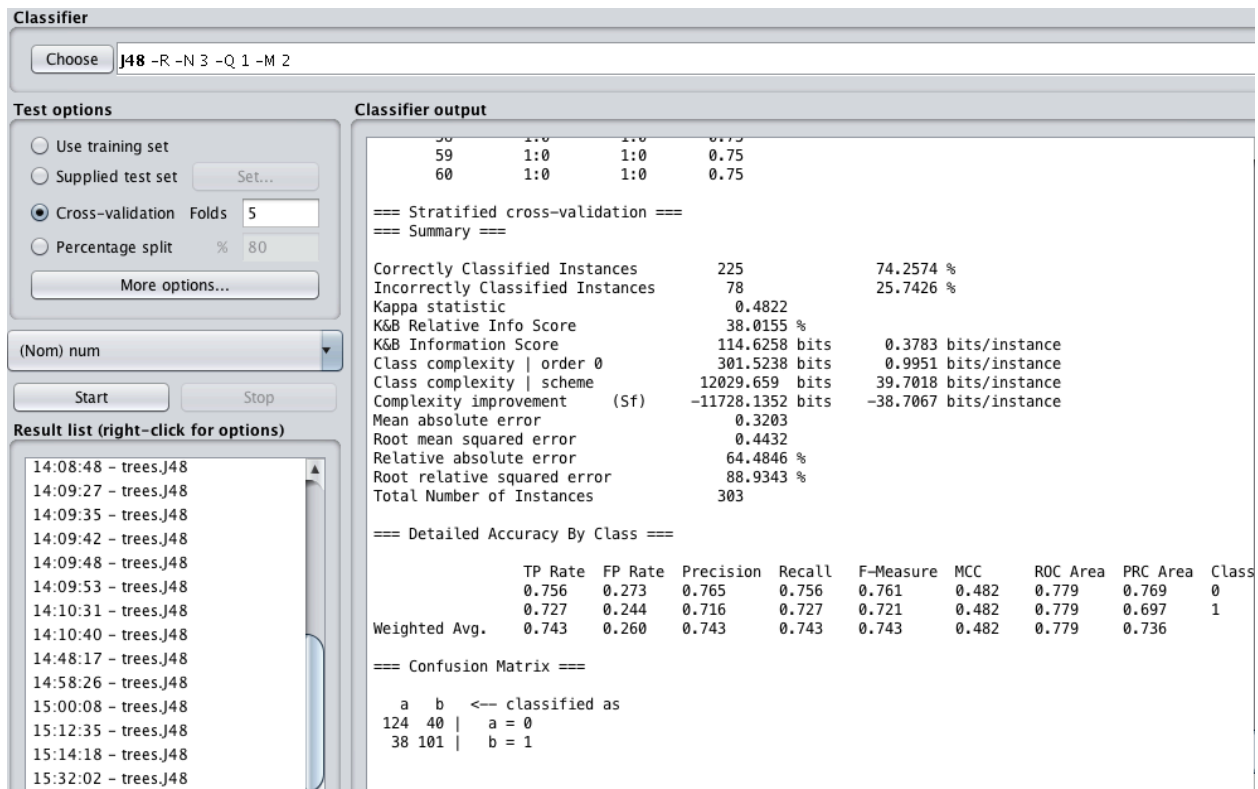 Classifier
Choose J48 -R -N 3 -Q 1 -M 2
Test options
Use training set
Supplied test set Set...
Cross-validation Folds 5
Percentage split % 80
More options...
(Nom) num
Start Stop
Result list (right-click for options)
14:08:48 - trees.J48
14:09:27 - trees.J48
14:09:35 - trees.J48
14:09:42 - trees.J48
14:09:48 - trees.J48
14:09:53 - trees.J48
14:10:31 - trees.J48
14:10:40 - trees.J48
14:48:17 - trees.J48
14:58:26 - trees.J48
15:00:08 - trees.J48
15:12:35 - trees.J48
15:14:18 - trees.J48
15:32:02 - trees.J48
Classifier output
59 1:0 1:0 0.75
60 1:0 1:0 0.75
=== Stratified cross-validation ===
=== Summary ===
Correctly Classified Instances 225 74.2574 %
Incorrectly Classified Instances 78 25.7426 %
Kappa statistic 0.4822
K&B Relative Info Score 38.0155 %
K&B Information Score 114.6258 bits 0.3783 bits/instance
Class complexity | order 0 301.5238 bits 0.9951 bits/instance
Class complexity | scheme 12029.659 bits 39.7018 bits/instance
Complexity improvement (Sf) -11728.1352 bits -38.7067 bits/instance
Mean absolute error 0.3203
Root mean squared error 0.4432
Relative absolute error 64.4846 %
Root relative squared error 88.9343 %
Total Number of Instances 303
=== Detailed Accuracy By Class ===
TP Rate FP Rate Precision Recall F-Measure MCC ROC Area PRC Area Class
0.756 0.273 0.765 0.756 0.761 0.482 0.779 0.769 0
0.727 0.244 0.716 0.727 0.721 0.482 0.779 0.697 1
Weighted Avg. 0.743 0.260 0.743 0.743 0.743 0.482 0.779 0.736
=== Confusion Matrix ===
a b <-- classified as
124 40 | a = 0
38 101 | b = 1